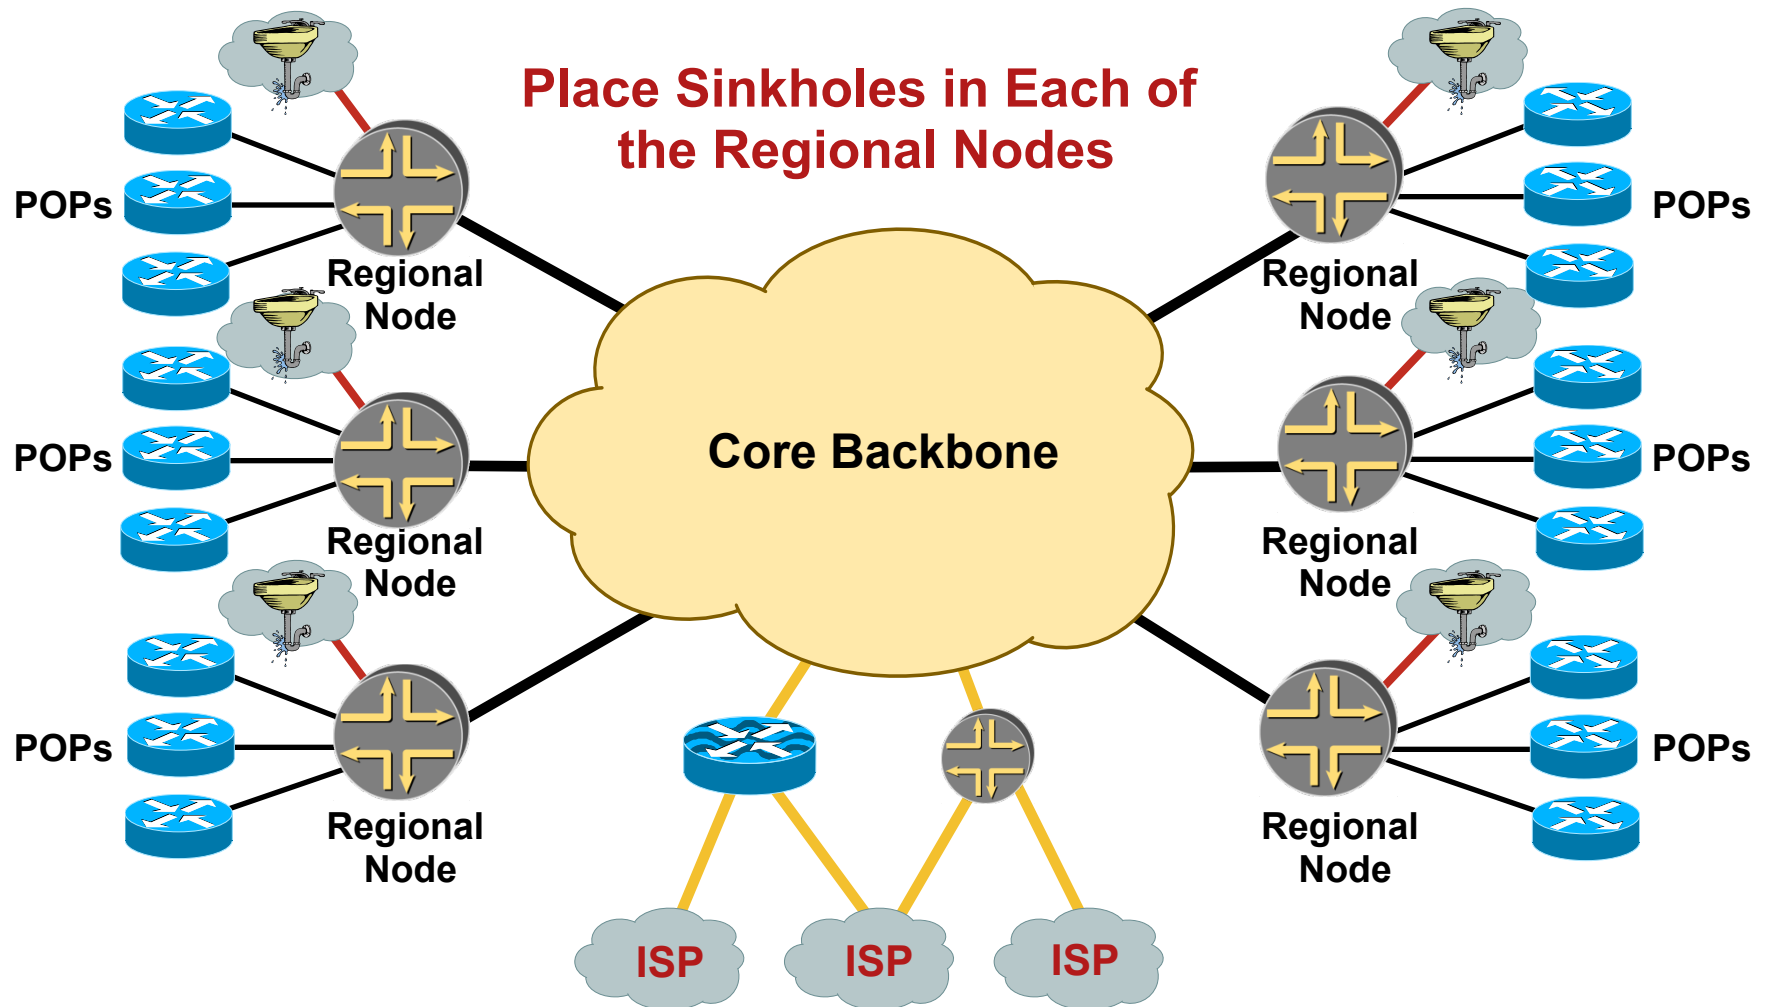 Place Sinkholes in Each of
the Regional Nodes
POPs
POPs
Regional
Node
Regional
Node
Core Backbone
POPs
POPs
Regional
Node
Regional
Node
POPs
POPs
Regional
Node
Regional
Node
ISP
ISP
ISP